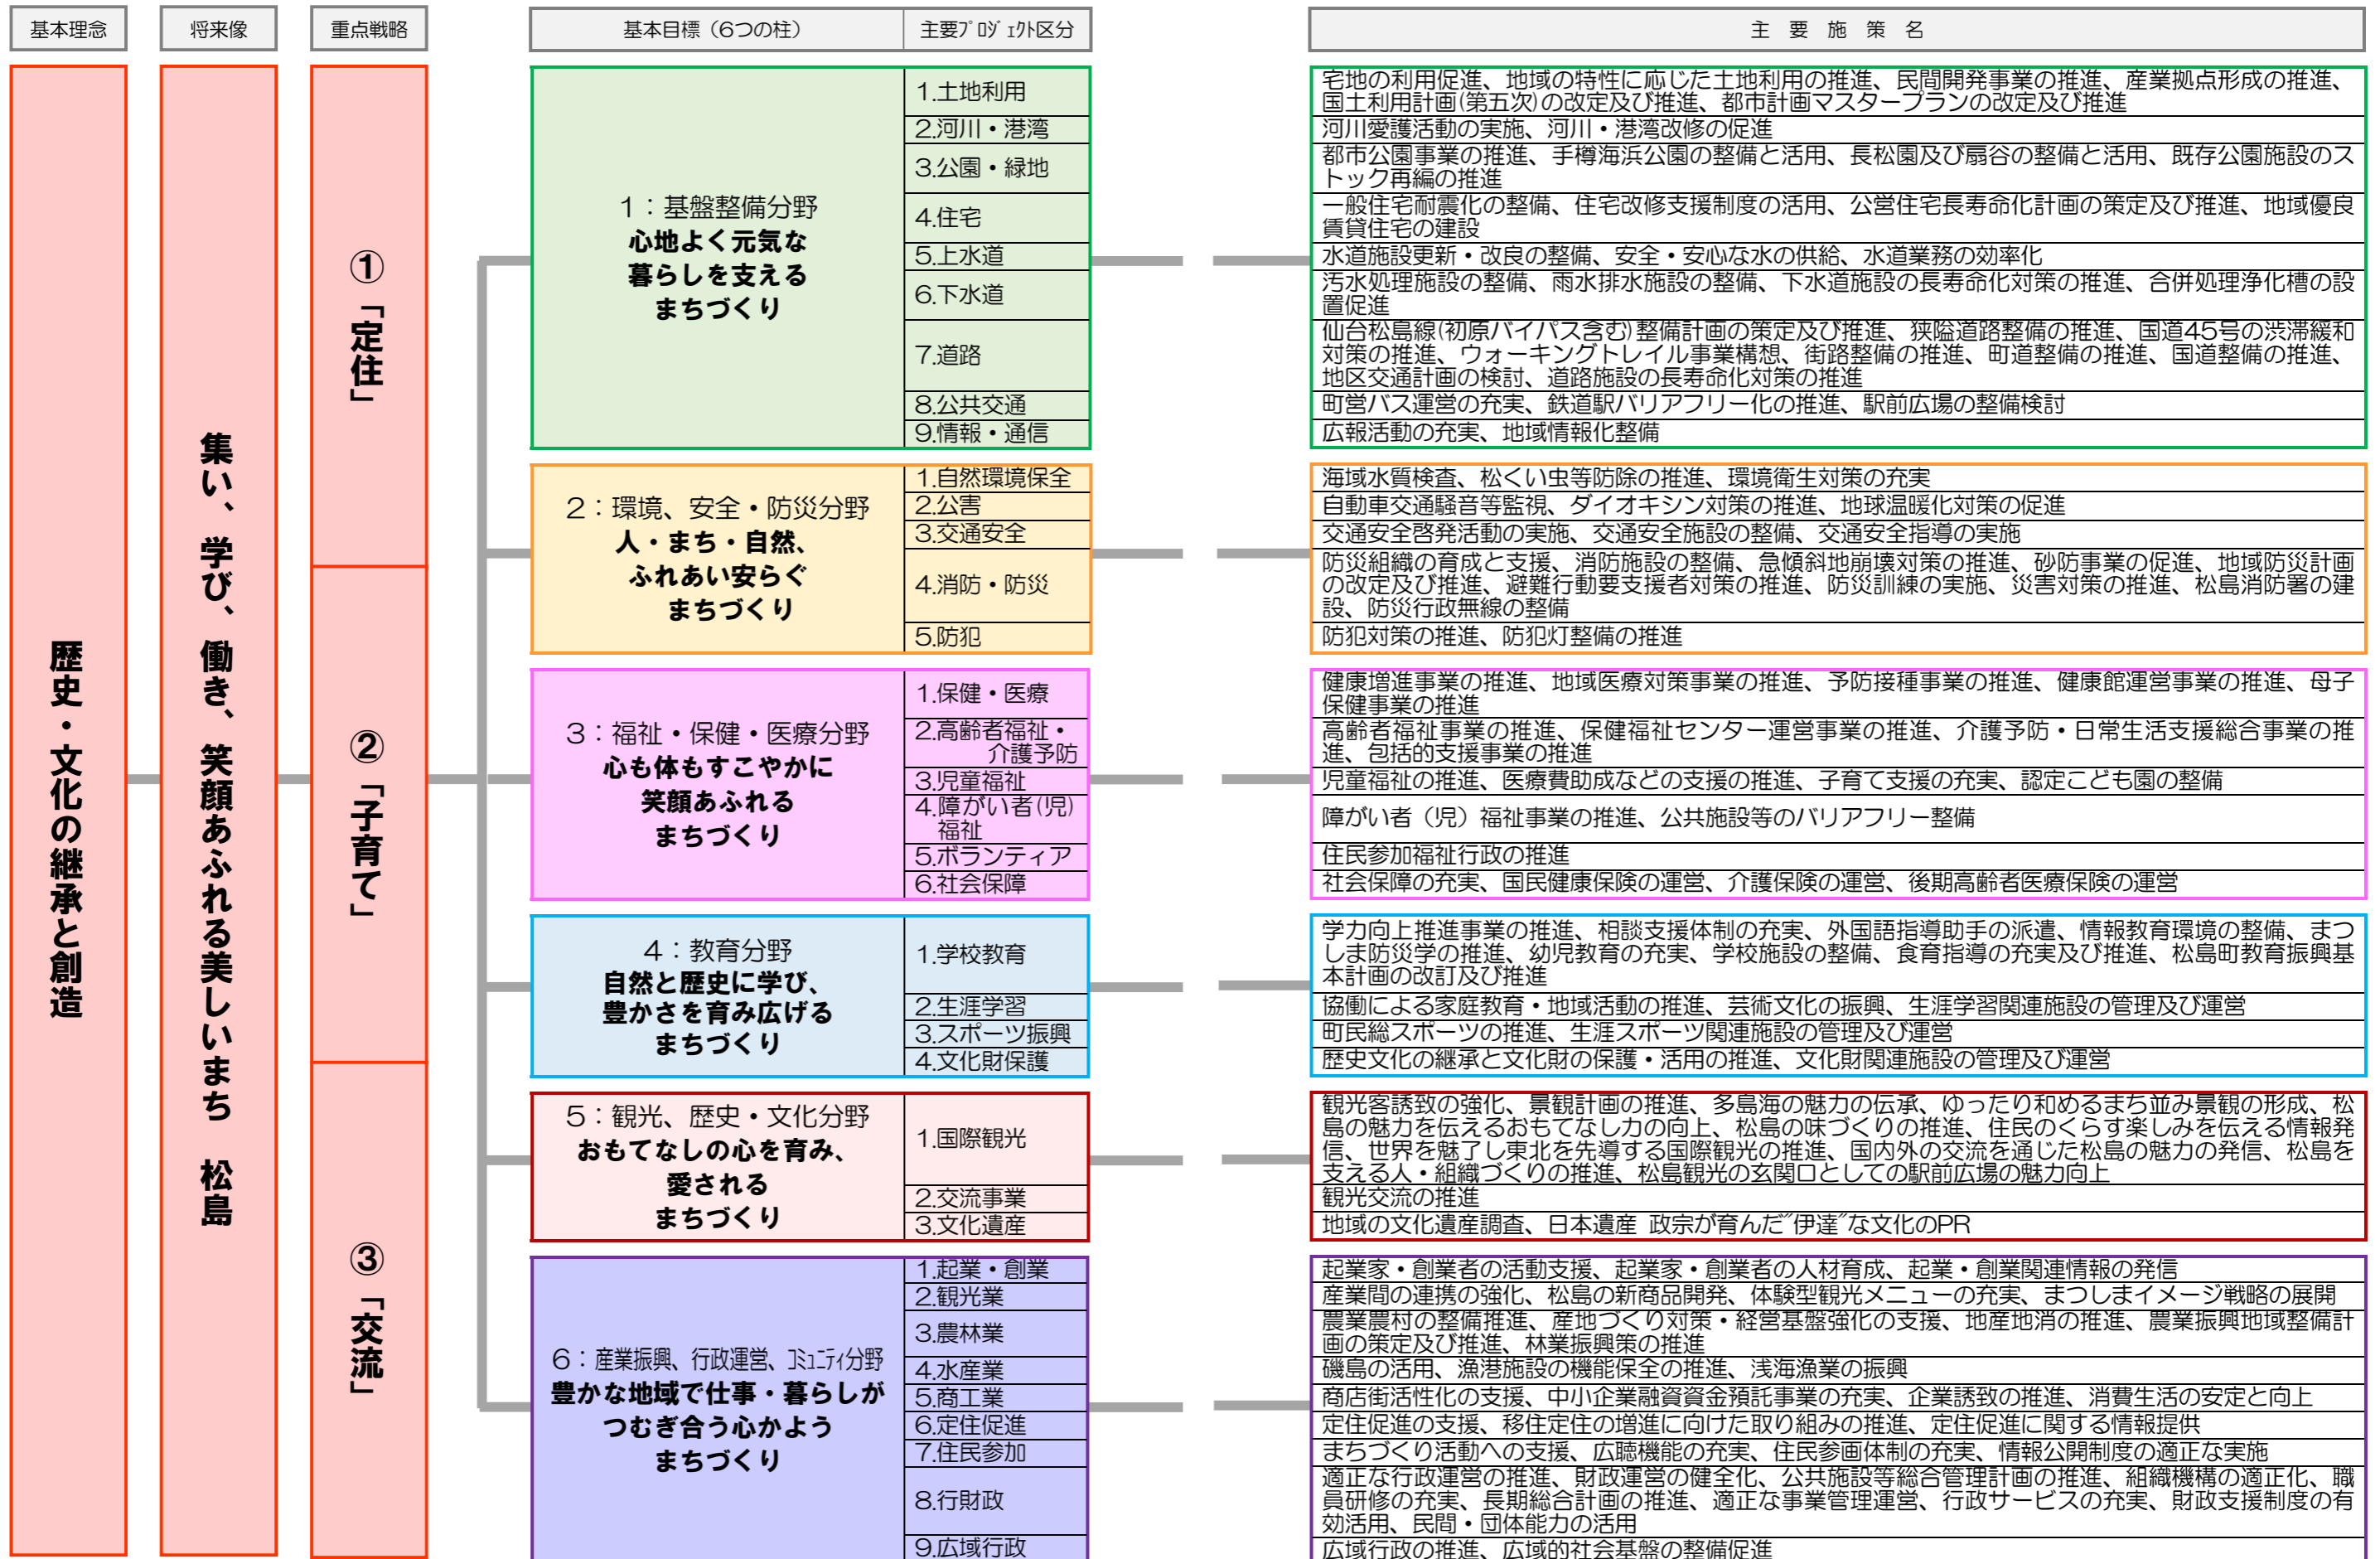 基本理念
将来像
重点戦略
基本目標（6つの柱）
主要ﾌﾟﾛｼﾞｪｸﾄ区分
主 要 施 策 名
歴史・文化の継承と創造
集い、学び、働き、笑顔あふれる美しいまち　松島
①「定住」
②「子育て」
③「交流」
1：基盤整備分野
心地よく元気な
暮らしを支える
まちづくり
1.土地利用
宅地の利用促進、地域の特性に応じた土地利用の推進、民間開発事業の推進、産業拠点形成の推進、
国土利用計画(第五次)の改定及び推進、都市計画マスタープランの改定及び推進
2.河川・港湾
河川愛護活動の実施、河川・港湾改修の促進
3.公園・緑地
都市公園事業の推進、手樽海浜公園の整備と活用、長松園及び扇谷の整備と活用、既存公園施設のス
トック再編の推進
4.住宅
一般住宅耐震化の整備、住宅改修支援制度の活用、公営住宅長寿命化計画の策定及び推進、地域優良
賃貸住宅の建設
5.上水道
水道施設更新・改良の整備、安全・安心な水の供給、水道業務の効率化
6.下水道
汚水処理施設の整備、雨水排水施設の整備、下水道施設の長寿命化対策の推進、合併処理浄化槽の設
置促進
7.道路
仙台松島線(初原バイパス含む)整備計画の策定及び推進、狭隘道路整備の推進、国道45号の渋滞緩和
対策の推進、ウォーキングトレイル事業構想、街路整備の推進、町道整備の推進、国道整備の推進、
地区交通計画の検討、道路施設の長寿命化対策の推進
8.公共交通
町営バス運営の充実、鉄道駅バリアフリー化の推進、駅前広場の整備検討
9.情報・通信
広報活動の充実、地域情報化整備
2：環境、安全・防災分野
人・まち・自然、
ふれあい安らぐ
まちづくり
1.自然環境保全
海域水質検査、松くい虫等防除の推進、環境衛生対策の充実
2.公害
自動車交通騒音等監視、ダイオキシン対策の推進、地球温暖化対策の促進
3.交通安全
交通安全啓発活動の実施、交通安全施設の整備、交通安全指導の実施
4.消防・防災
防災組織の育成と支援、消防施設の整備、急傾斜地崩壊対策の推進、砂防事業の促進、地域防災計画
の改定及び推進、避難行動要支援者対策の推進、防災訓練の実施、災害対策の推進、松島消防署の建
設、防災行政無線の整備
5.防犯
防犯対策の推進、防犯灯整備の推進
3：福祉・保健・医療分野
心も体もすこやかに
笑顔あふれる
まちづくり
1.保健・医療
健康増進事業の推進、地域医療対策事業の推進、予防接種事業の推進、健康館運営事業の推進、母子
保健事業の推進
2.高齢者福祉・
介護予防
高齢者福祉事業の推進、保健福祉センター運営事業の推進、介護予防・日常生活支援総合事業の推
進、包括的支援事業の推進
3.児童福祉
児童福祉の推進、医療費助成などの支援の推進、子育て支援の充実、認定こども園の整備
4.障がい者(児)
福祉
障がい者（児）福祉事業の推進、公共施設等のバリアフリー整備
5.ボランティア
住民参加福祉行政の推進
6.社会保障
社会保障の充実、国民健康保険の運営、介護保険の運営、後期高齢者医療保険の運営
4：教育分野
自然と歴史に学び、
豊かさを育み広げる
まちづくり
1.学校教育
学力向上推進事業の推進、相談支援体制の充実、外国語指導助手の派遣、情報教育環境の整備、まつ
しま防災学の推進、幼児教育の充実、学校施設の整備、食育指導の充実及び推進、松島町教育振興基
本計画の改訂及び推進
2.生涯学習
協働による家庭教育・地域活動の推進、芸術文化の振興、生涯学習関連施設の管理及び運営
3.スポーツ振興
町民総スポーツの推進、生涯スポーツ関連施設の管理及び運営
4.文化財保護
歴史文化の継承と文化財の保護・活用の推進、文化財関連施設の管理及び運営
5：観光、歴史・文化分野
おもてなしの心を育み、
愛される
まちづくり
1.国際観光
観光客誘致の強化、景観計画の推進、多島海の魅力の伝承、ゆったり和めるまち並み景観の形成、松
島の魅力を伝えるおもてなし力の向上、松島の味づくりの推進、住民のくらす楽しみを伝える情報発
信、世界を魅了し東北を先導する国際観光の推進、国内外の交流を通じた松島の魅力の発信、松島を
支える人・組織づくりの推進、松島観光の玄関口としての駅前広場の魅力向上
2.交流事業
観光交流の推進
3.文化遺産
地域の文化遺産調査、日本遺産 政宗が育んだ″伊達″な文化のPR
6：産業振興、行政運営、ｺﾐｭﾆﾃｨ分野
豊かな地域で仕事・暮らしが
つむぎ合う心かよう
まちづくり
1.起業・創業
起業家・創業者の活動支援、起業家・創業者の人材育成、起業・創業関連情報の発信
2.観光業
産業間の連携の強化、松島の新商品開発、体験型観光メニューの充実、まつしまイメージ戦略の展開
3.農林業
農業農村の整備推進、産地づくり対策・経営基盤強化の支援、地産地消の推進、農業振興地域整備計
画の策定及び推進、林業振興策の推進
4.水産業
磯島の活用、漁港施設の機能保全の推進、浅海漁業の振興
5.商工業
商店街活性化の支援、中小企業融資資金預託事業の充実、企業誘致の推進、消費生活の安定と向上
6.定住促進
定住促進の支援、移住定住の増進に向けた取り組みの推進、定住促進に関する情報提供
7.住民参加
まちづくり活動への支援、広聴機能の充実、住民参画体制の充実、情報公開制度の適正な実施
8.行財政
適正な行政運営の推進、財政運営の健全化、公共施設等総合管理計画の推進、組織機構の適正化、職
員研修の充実、長期総合計画の推進、適正な事業管理運営、行政サービスの充実、財政支援制度の有
効活用、民間・団体能力の活用
9.広域行政
広域行政の推進、広域的社会基盤の整備促進